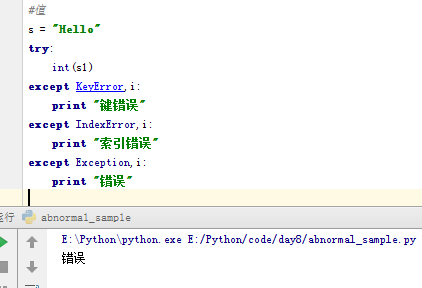 #值
s = "Hello"
try:
    int(s1)
except KeyError,i:
    print "键错误"
except IndexError,i:
    print "索引错误"
except Exception,i:
    print "错误"
运行 abnormal_sample
E:\Python\python.exe E:/Python/code/day8/abnormal_sample.py
错误